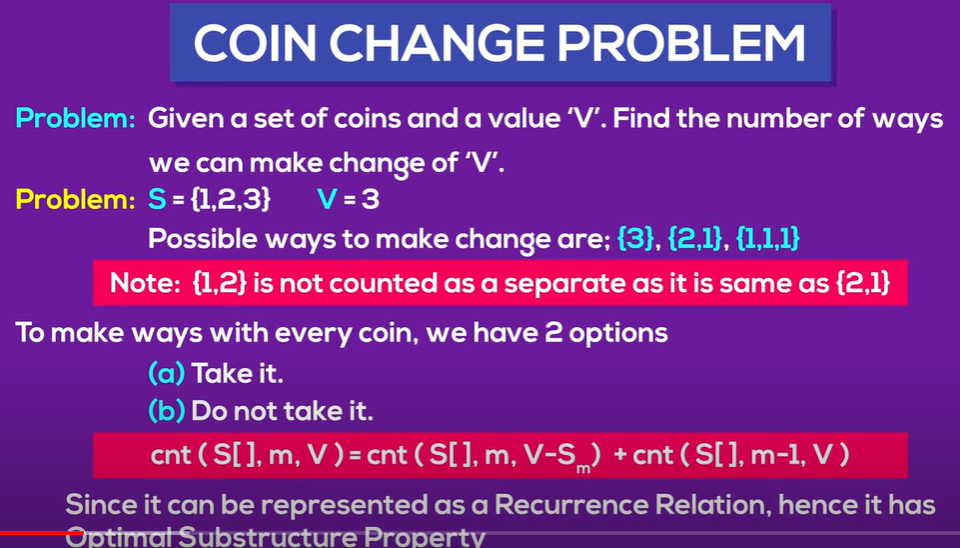 COIN CHANGE PROBLEM
Problem: Given a set of coins and a value ‘V’. Find the number of ways
we can make change of ‘V’.
Problem: S = {1,2,3} V = 3
Possible ways to make change are; {3}, {2,1}, {1,1,1}
Note: {1,2} is not counted as a separate as it is same as {2,1}
To make ways with every coin, we have 2 options
(a) Take it.
(b) Do not take it.
cnt ( S[ ], m, V ) = cnt ( S[ ], m, V-Sm) + cnt ( S[ ], m-1, V )
Since it can be represented as a Recurrence Relation, hence it has
Optimal Substructure Property